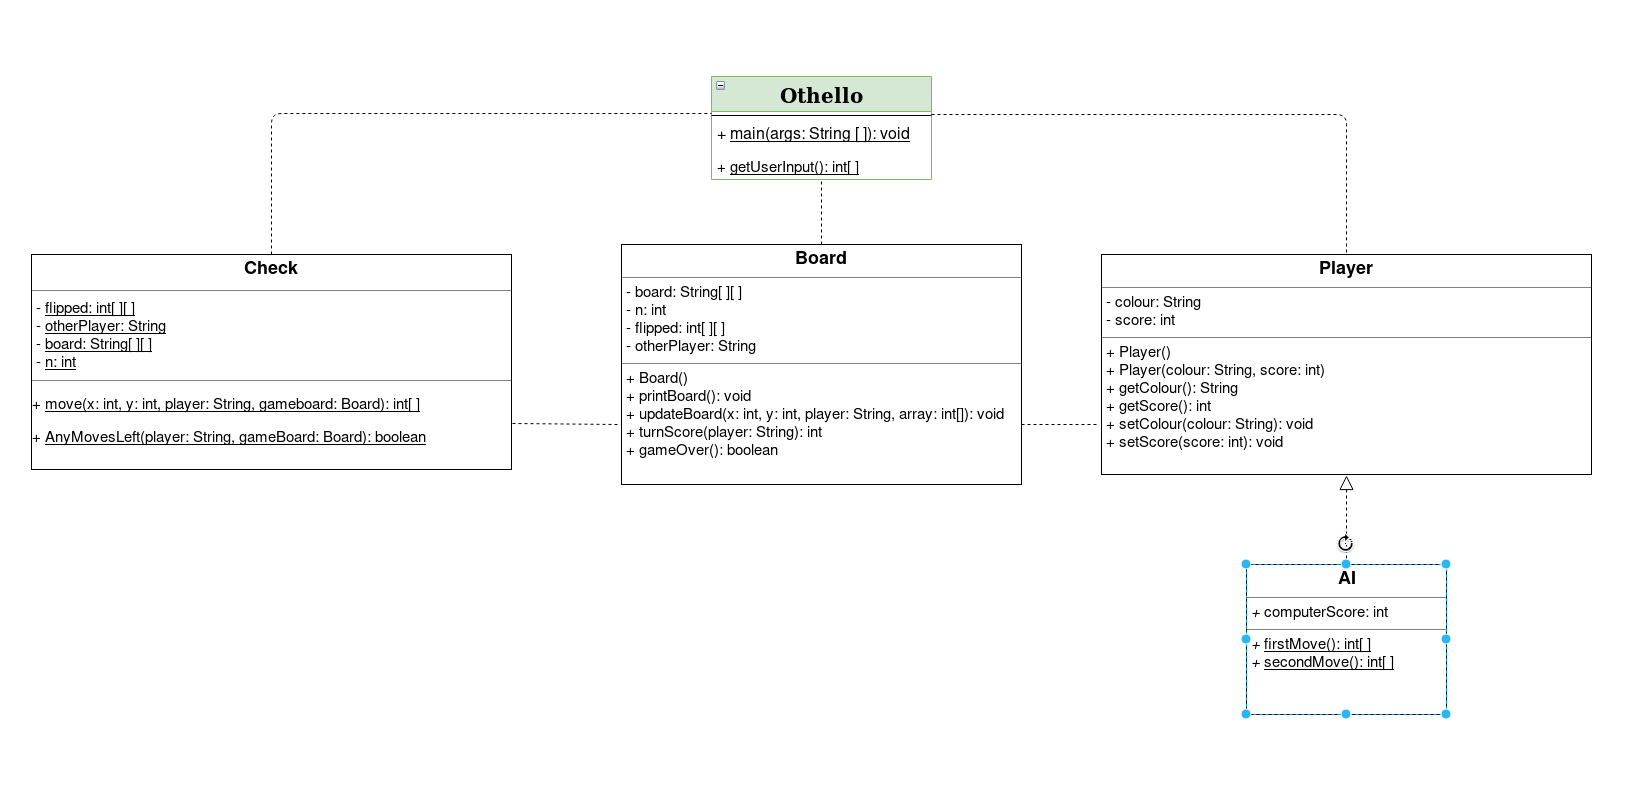 Othello
+ main(args: String [ ]): void
+ getUserInput(): int[ ]
Check
- flipped: int[ ][ ]
- otherPlayer: String
- board: String[ ][ ]
- n: int
+ move(x: int, y: int, player: String, gameboard: Board): int[ ]
+ AnyMovesLeft(player: String, gameBoard: Board): boolean
Board
- board: String[ ][ ]
- n: int
- flipped: int[ ][ ]
- otherPlayer: String
+ Board()
+ printBoard(): void
+ updateBoard(x: int, y: int, player: String, array: int[]): void
+ turnScore(player: String): int
+ gameOver(): boolean
Player
- colour: String
- score: int
+ Player()
+ Player(colour: String, score: int)
+ getColour(): String
+ getScore(): int
+ setColour(colour: String): void
+ setScore(score: int): void
AI
+ computerScore: int
+ firstMove(): int[ ]
+ secondMove(): int[ ]